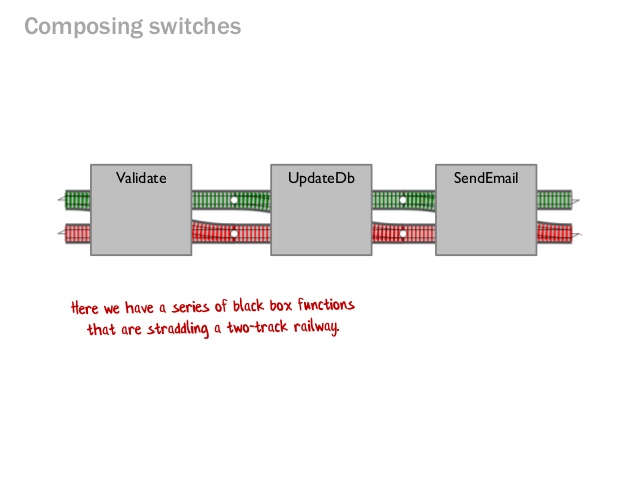 Composing switches
Validate
UpdateDb
SendEmail
Here we have a series of black box functions
that are straddling a two-track railway.